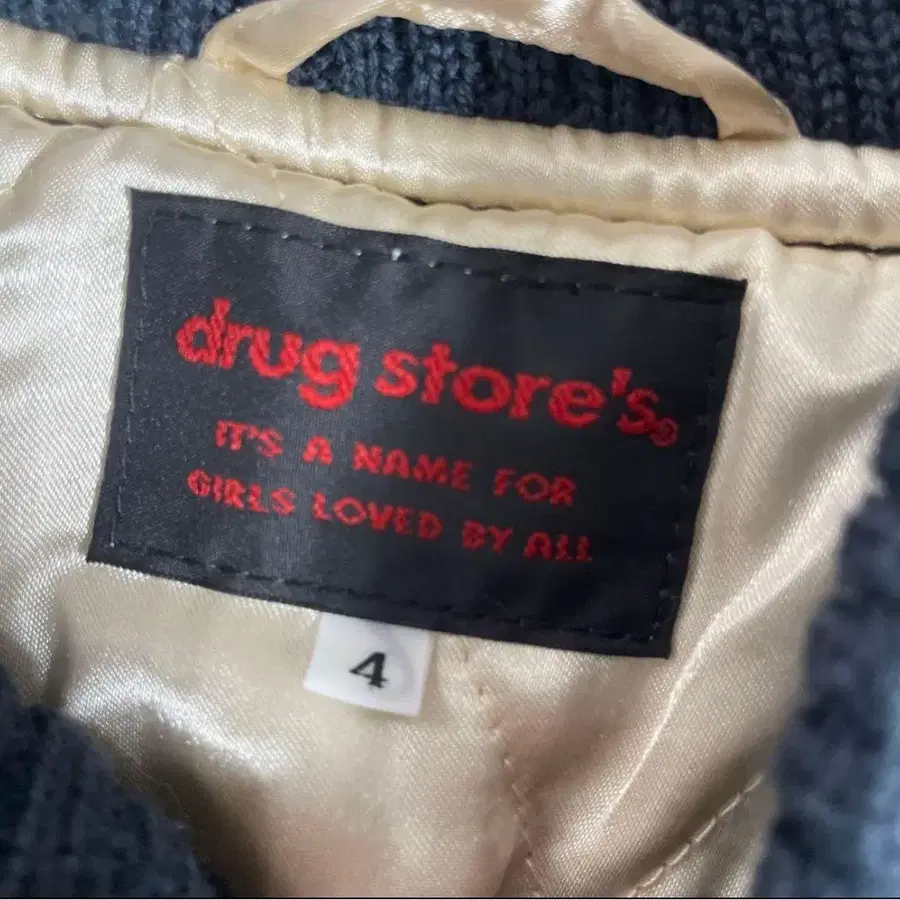 drug store's®
IT'S A NAME FOR
GIRLS LOVED BY ALL
4